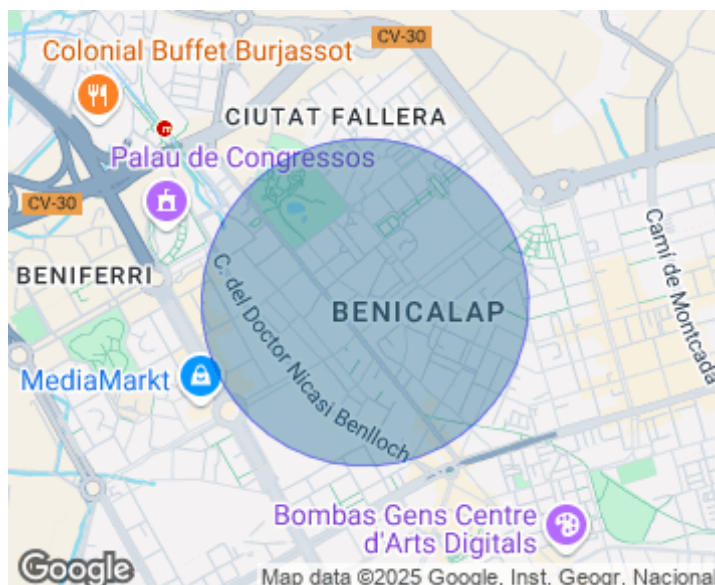 CV-30
Colonial Buffet Burjassot
CIUTAT FALLERA
Palau de Congressos
CV-30
BENIFERRI
C. del Doctor Nicasi Benlloch
BENICALAP
Camí de Montcada
MediaMarkt
Bombas Gens Centre
d'Arts Digitals
Google
Map data ©2025 Google, Inst. Geogr. Nacional